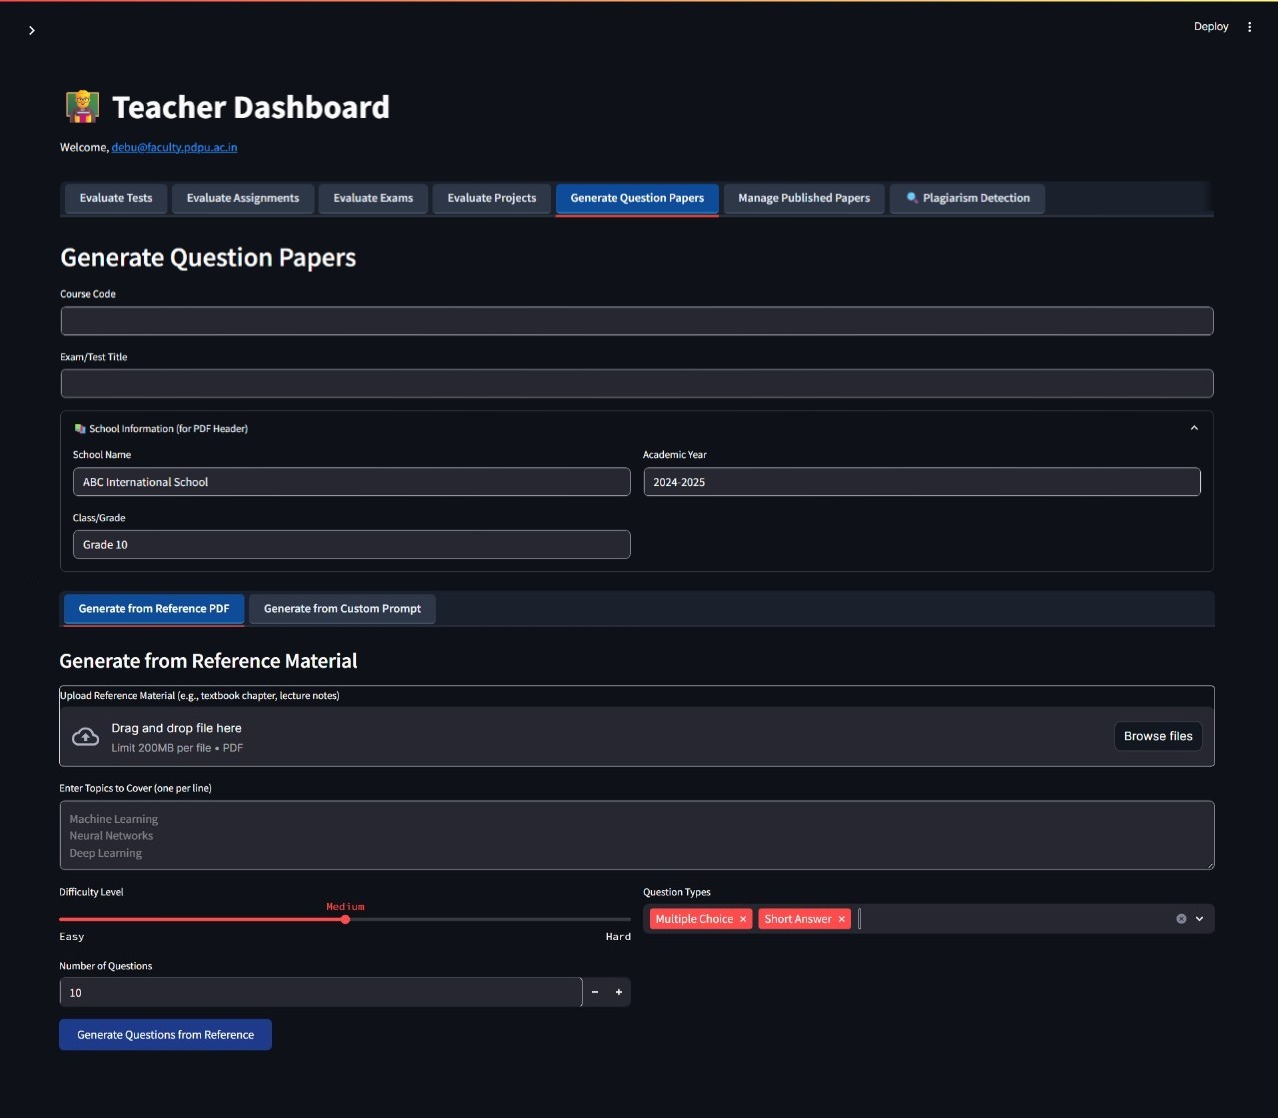 Deploy
Teacher Dashboard
Welcome, debu@faculty.pdpu.ac.in
Evaluate Tests Evaluate Assignments Evaluate Exams Evaluate Projects Generate Question Papers Manage Published Papers Plagiarism Detection
Generate Question Papers
Course Code
Exam/Test Title
School Information (for PDF Header)
School Name Academic Year
ABC International School 2024-2025
Class/Grade
Grade 10
Generate from Reference PDF Generate from Custom Prompt
Generate from Reference Material
Upload Reference Material (e.g., textbook chapter, lecture notes)
Drag and drop file here
Limit 200MB per file • PDF
Browse files
Enter Topics to Cover (one per line)
Machine Learning
Neural Networks
Deep Learning
Difficulty Level
Medium
Easy Hard
Question Types
Multiple Choice × Short Answer ×
Number of Questions
10 - +
Generate Questions from Reference